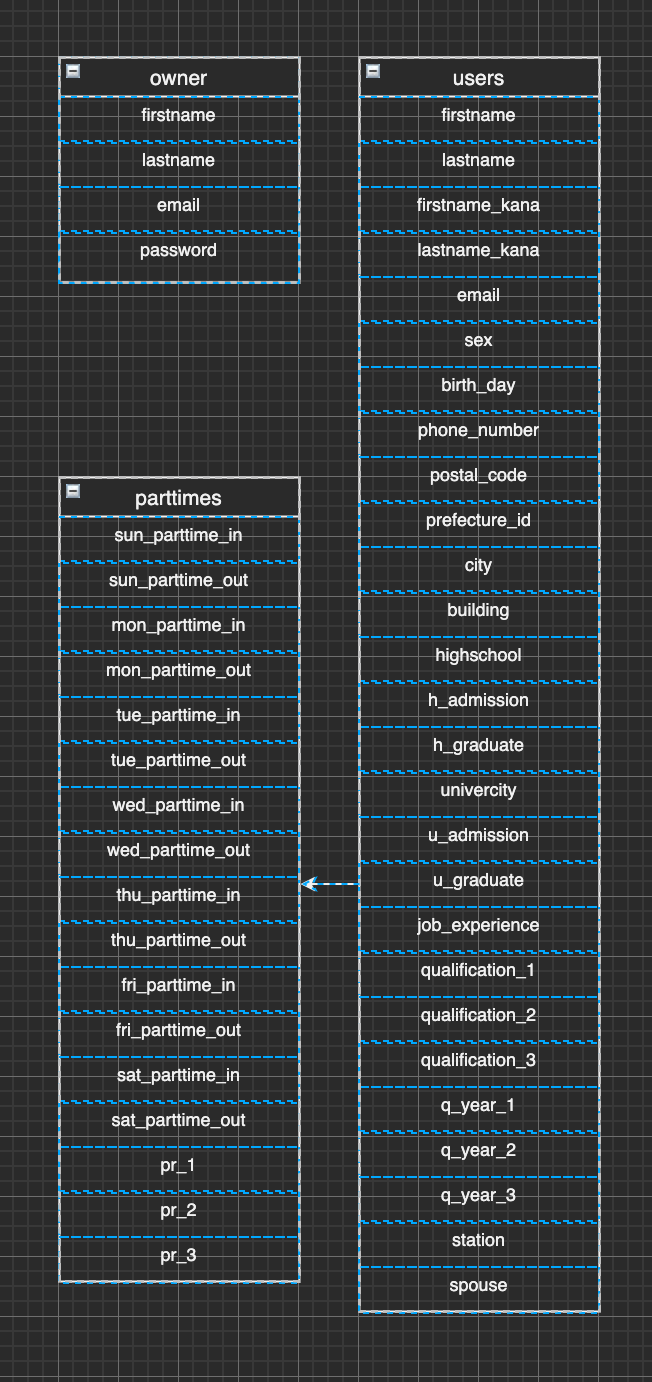 owner
firstname
lastname
email
password
parttimes
sun_parttime_in
sun_parttime_out
mon_parttime_in
mon_parttime_out
tue_parttime_in
tue_parttime_out
wed_parttime_in
wed_parttime_out
thu_parttime_in
thu_parttime_out
fri_parttime_in
fri_parttime_out
sat_parttime_in
sat_parttime_out
pr_1
pr_2
pr_3
users
firstname
lastname
firstname_kana
lastname_kana
email
sex
birth_day
phone_number
postal_code
prefecture_id
city
building
highschool
h_admission
h_graduate
univercity
u_admission
u_graduate
job_experience
qualification_1
qualification_2
qualification_3
q_year_1
q_year_2
q_year_3
station
spouse